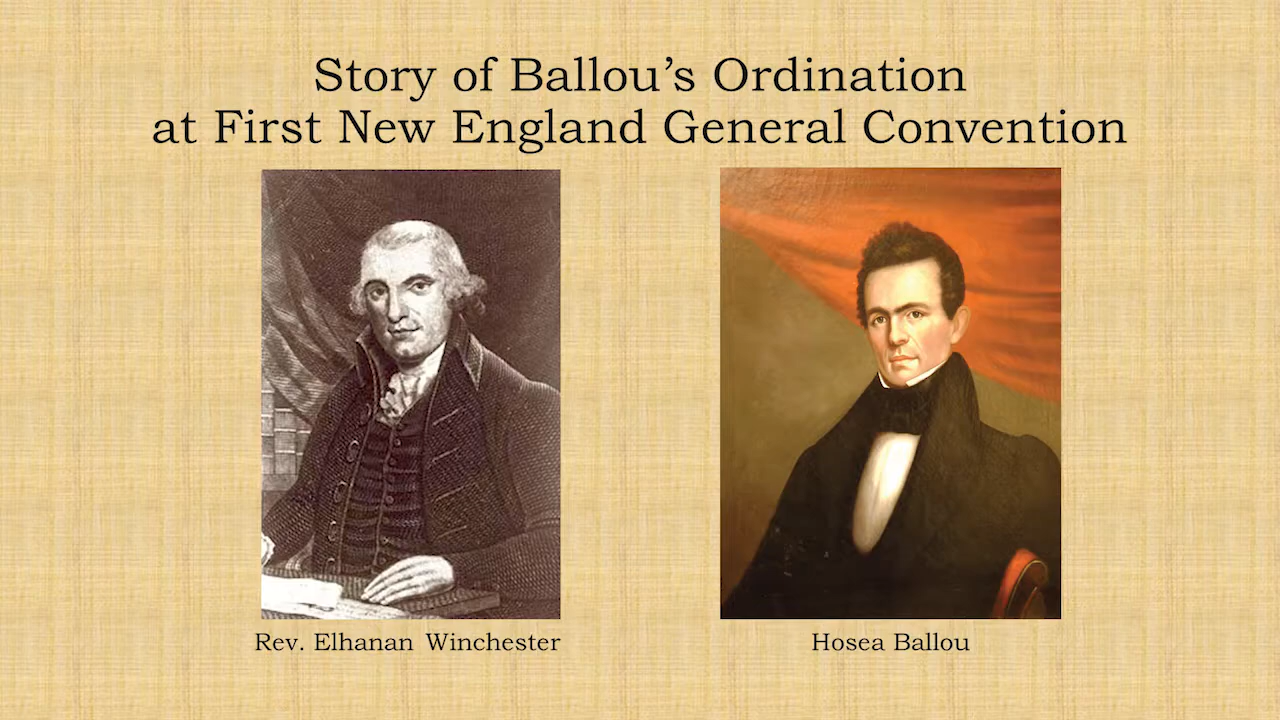 Story of Ballou’s Ordination
at First New England General Convention
Rev. Elhanan Winchester
Hosea Ballou